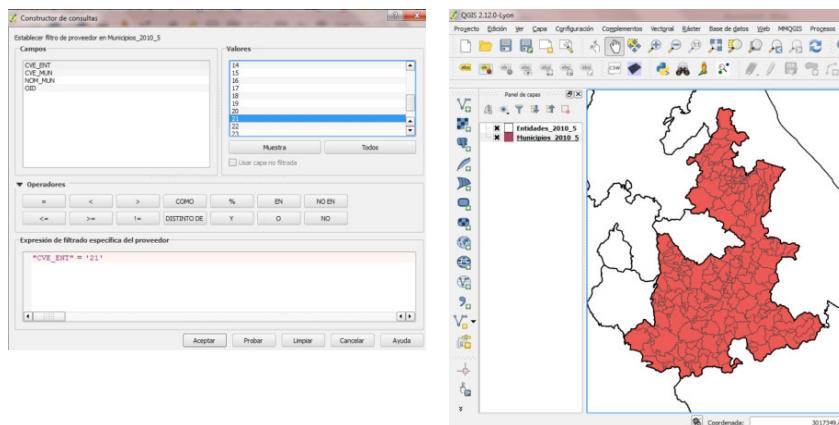 Constructor de consultas
Establecer filtro de proveedor en Municipios_2010_5
Campos
CVE_ENT
CVE_MUN
NOM_MUN
OID
Valores
14
15
16
17
18
19
20
21
22
23
Muestra Todos
Usar capa no filtrada
Operadores
= < > COMO % EN NO EN
<= >= != DISTINTO DE Y O NO
Expresión de filtrado específica del proveedor
"CVE_ENT" = '21'
Aceptar Probar Limpiar Cancelar Ayuda
QGIS 2.12.0-Lyon
Proyecto Edición Ver Capa Configuración Complementos Vectorial Ráster Base de datos Web MMQGIS Procesos
Panel de capas
Entidades_2010_5
Municipios_2010_5
Coordenada: 3017349,